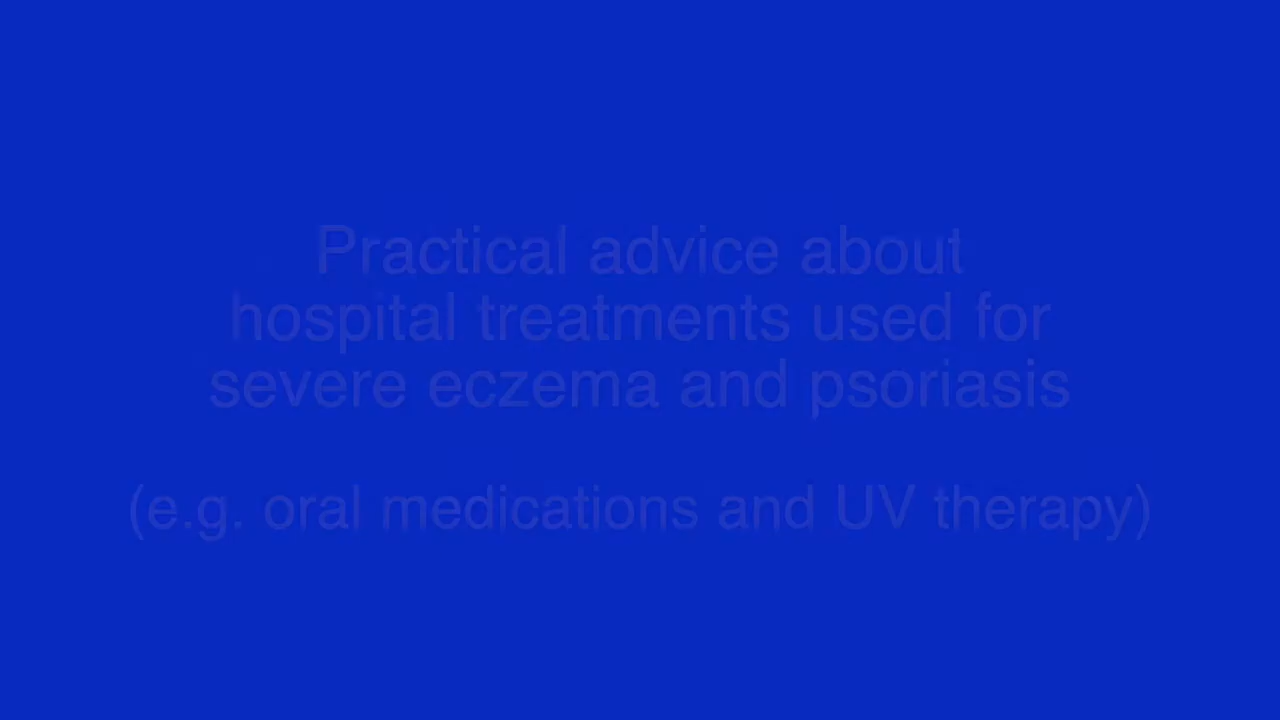 Practical advice about
hospital treatments used for
severe eczema and psoriasis
(e.g. oral medications and UV therapy)